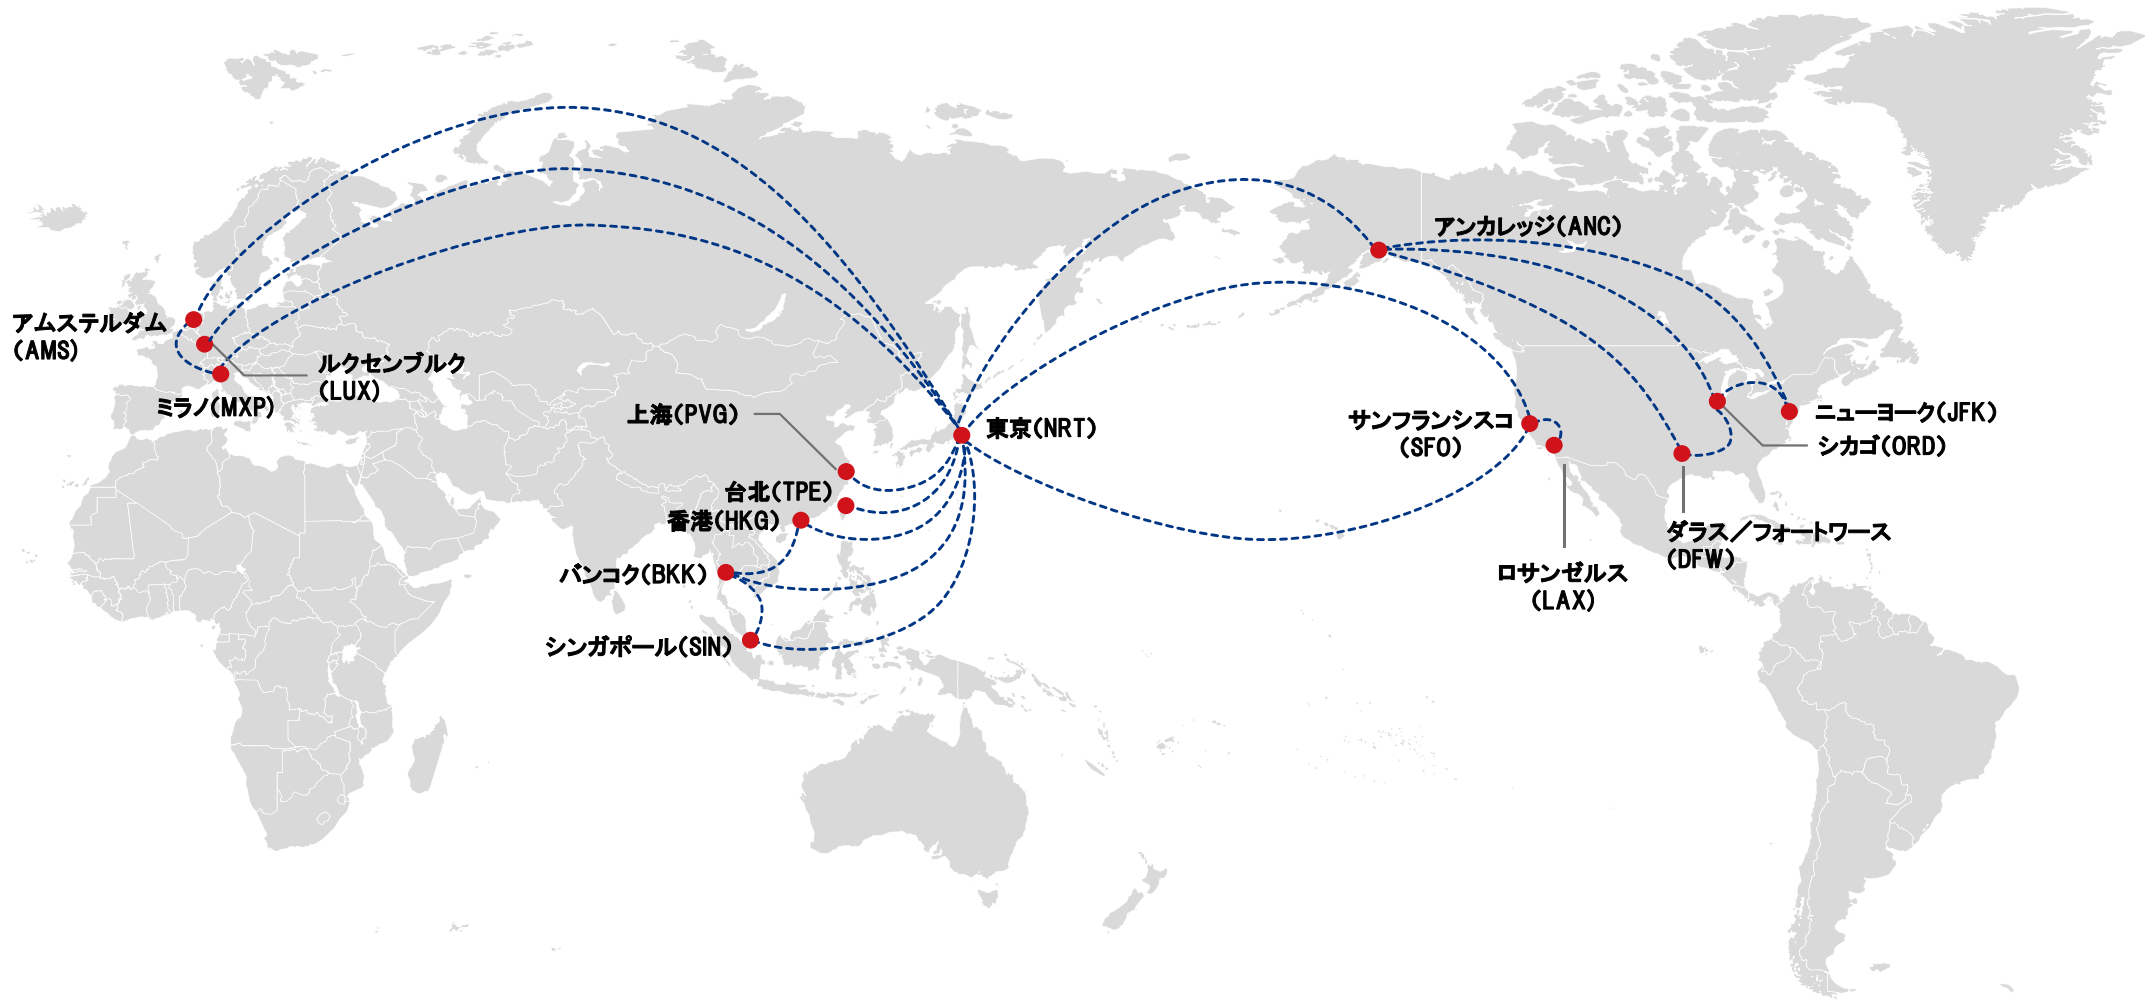 アンカレッジ(ANC)
アムステルダム
(AMS)
ルクセンブルク
(LUX)
ミラノ(MXP)
上海(PVG)
東京(NRT)
サンフランシスコ
(SFO)
ニューヨーク(JFK)
シカゴ(ORD)
台北(TPE)
香港(HKG)
ダラス／フォートワース
(DFW)
バンコク(BKK)
ロサンゼルス
(LAX)
シンガポール(SIN)